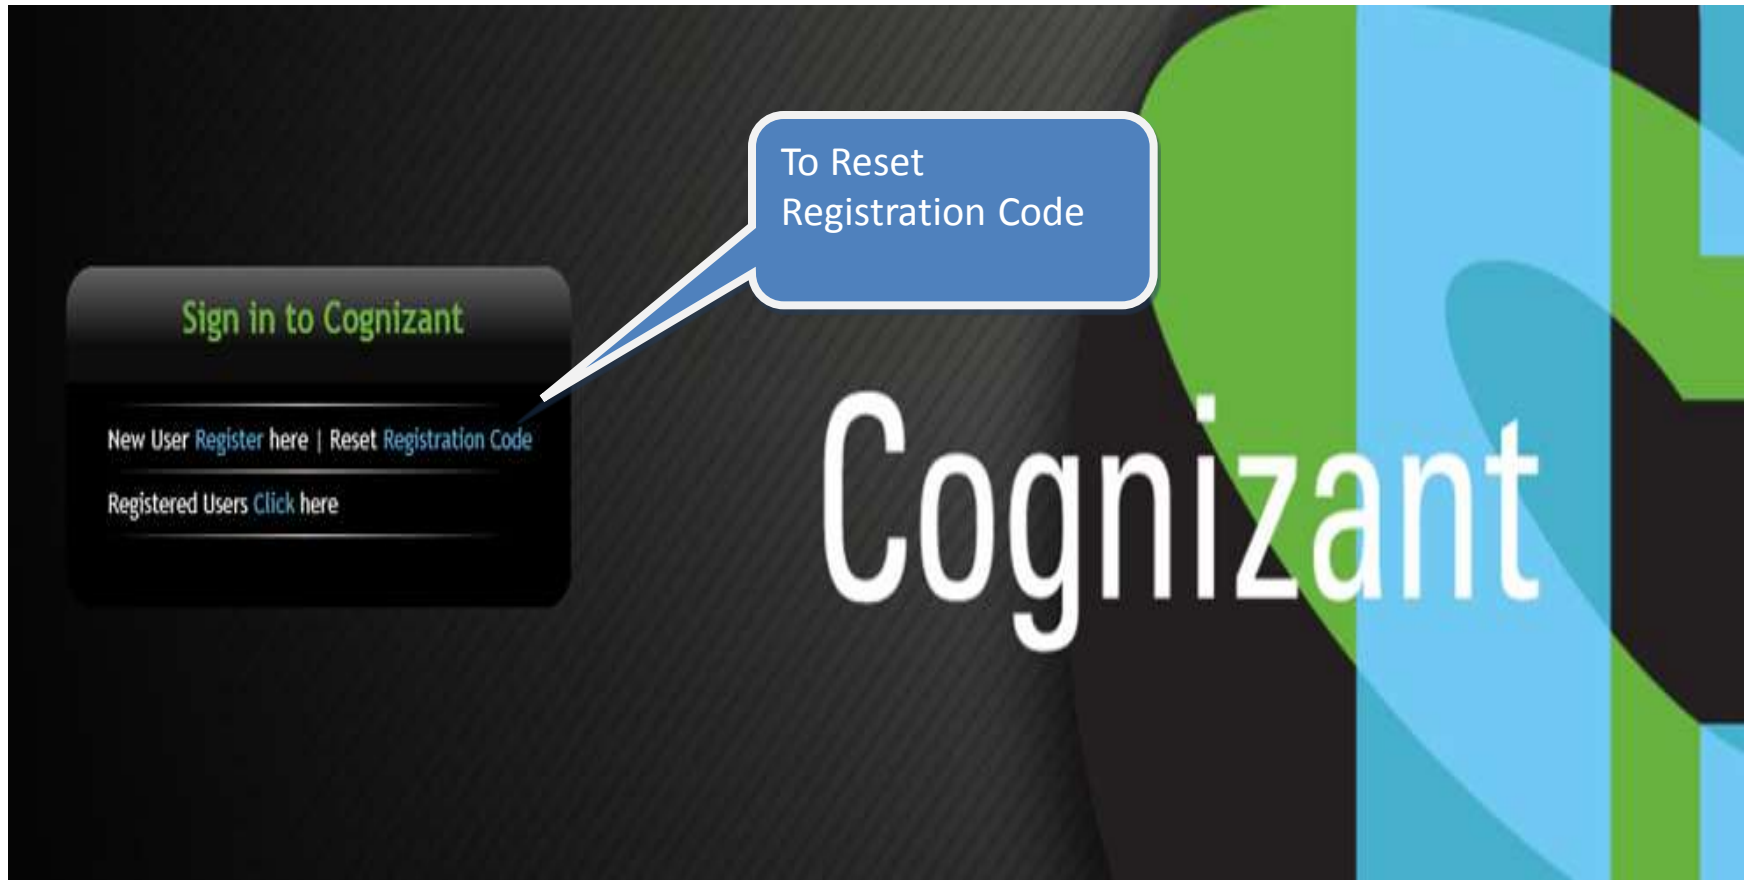 To Reset
Registration Code
Sign in to Cognizant
New User Register here | Reset Registration Code
Registered Users Click here
Cognizant